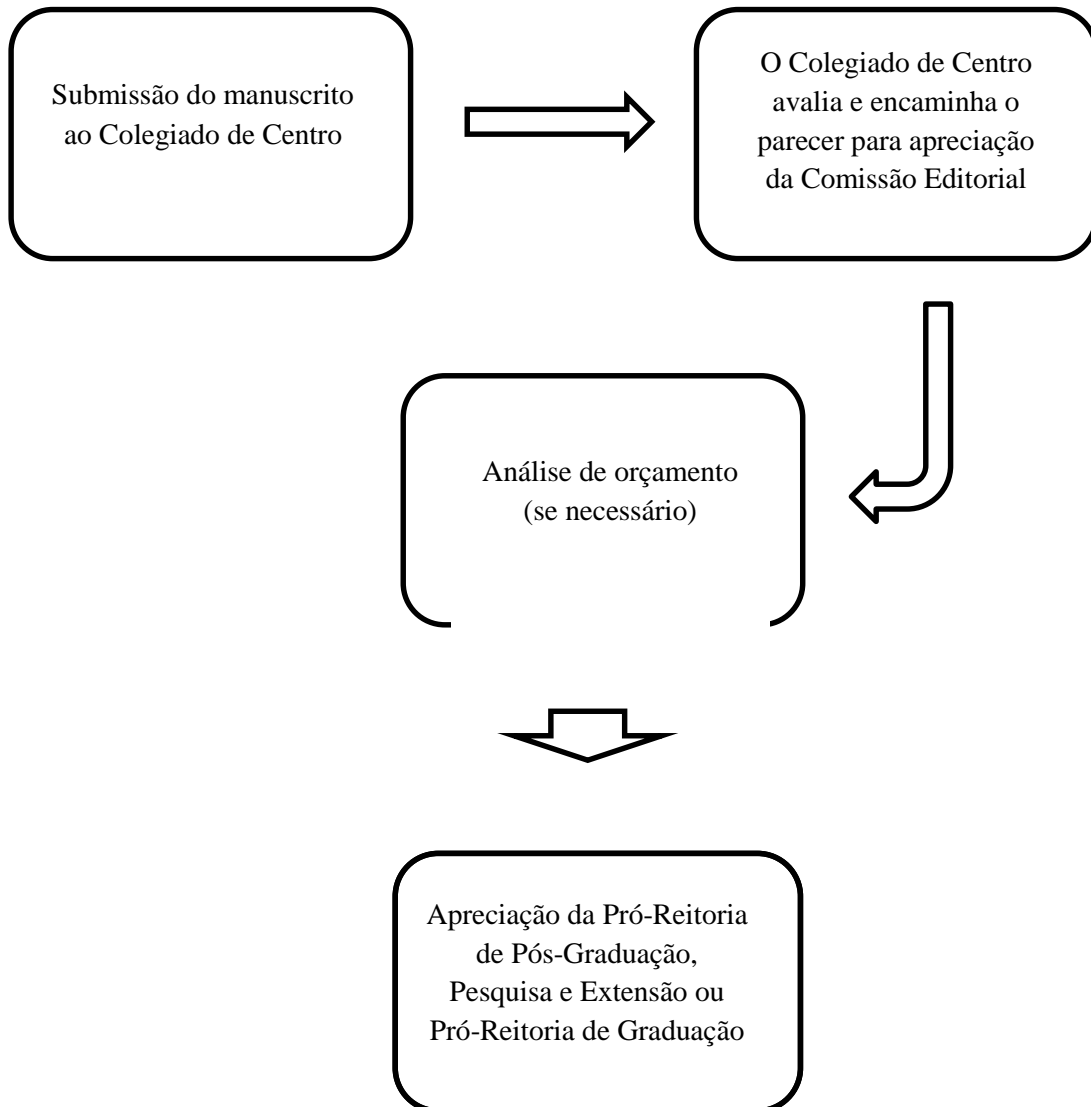 Submissão do manuscrito
ao Colegiado de Centro
O Colegiado de Centro
avalia e encaminha o
parecer para apreciação
da Comissão Editorial
Análise de orçamento
(se necessário)
Apreciação da Pró-Reitoria
de Pós-Graduação,
Pesquisa e Extensão ou
Pró-Reitoria de Graduação